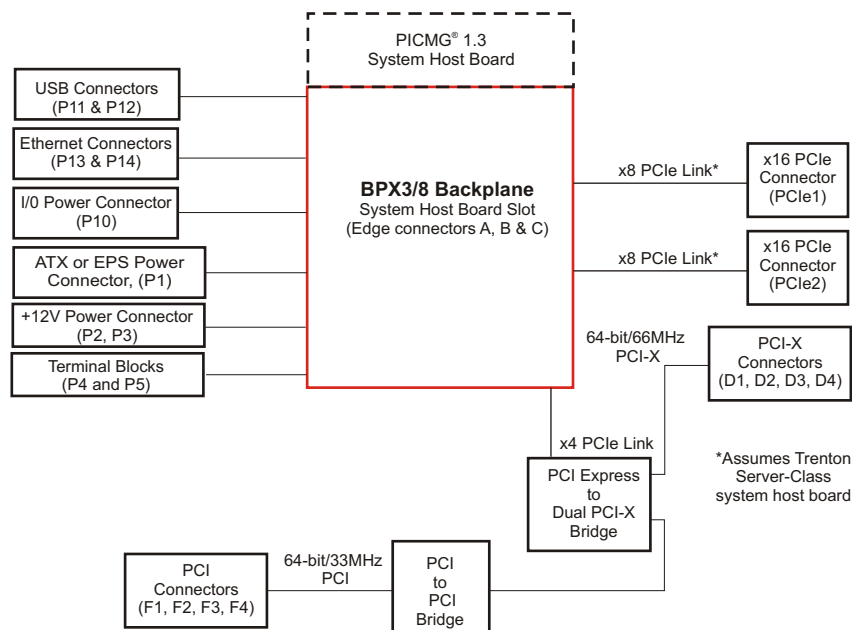 PICMG® 1.3
System Host Board
USB Connectors
(P11 & P12)
Ethernet Connectors
(P13 & P14)
I/0 Power Connector
(P10)
ATX or EPS Power
Connector, (P1)
+12V Power Connector
(P2, P3)
Terminal Blocks
(P4 and P5)
BPX3/8 Backplane
System Host Board Slot
(Edge connectors A, B & C)
x8 PCIe Link*
x16 PCIe
Connector
(PCIe1)
x8 PCIe Link*
x16 PCIe
Connector
(PCIe2)
64-bit/66MHz
PCI-X
PCI-X
Connectors
(D1, D2, D3, D4)
x4 PCIe Link
PCI Express
to
Dual PCI-X
Bridge
*Assumes Trenton
Server-Class
system host board
PCI
Connectors
(F1, F2, F3, F4)
64-bit/33MHz
PCI
PCI
to
PCI
Bridge